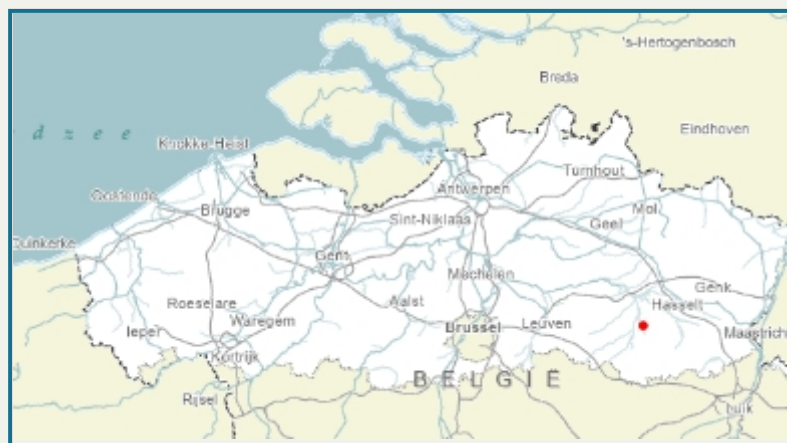 's-Hertogenbosch
Breda
dzee
Eindhoven
Knokke-Heist
Turnhout
Antwerpen
Oostende
Brugge
Sint-Niklaas
Geel
Mol
Duinkerke
Gent
Mechelen
Genk
Roeselare
Aalst
Hasselt
Waregem
Ieper
Brussel
Leuven
Maastrich
Kortrijk
BELGIË
Rijsel
Luik